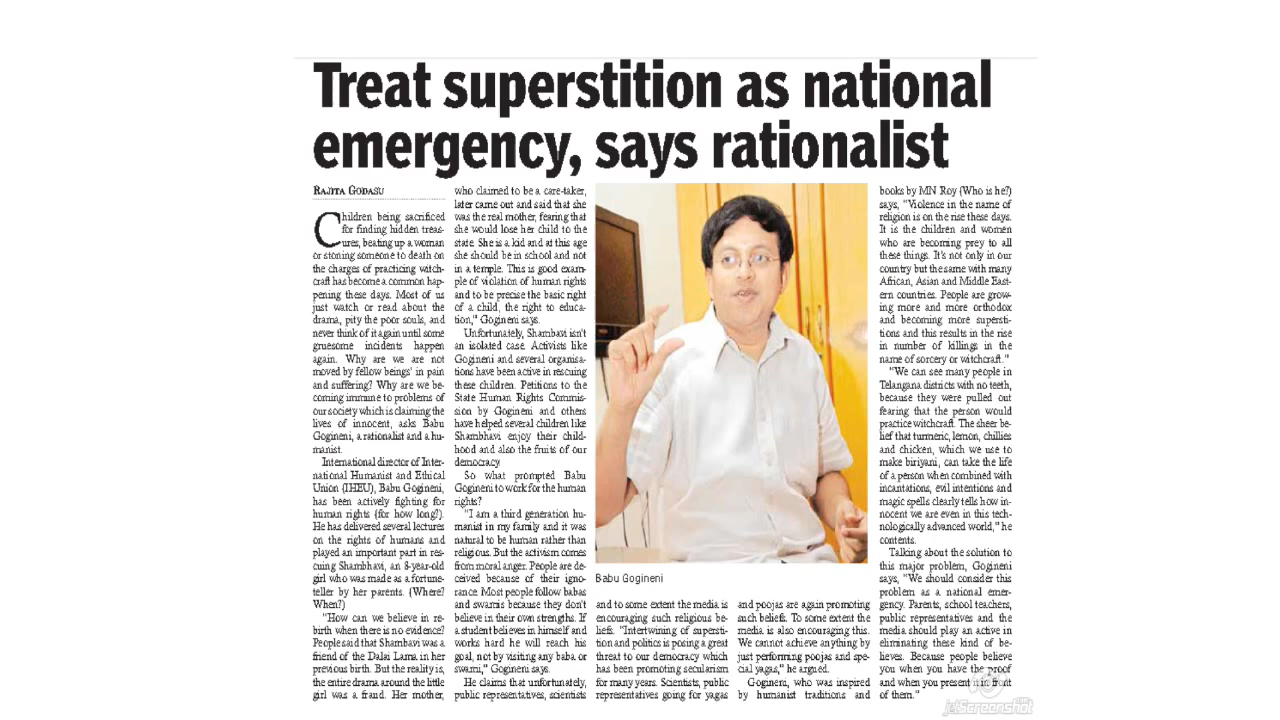 Treat superstition as national
emergency, says rationalist
RAJITA GODASU
Children being sacrificed
for finding hidden treas-
ures, beating up a woman
or stoning someone to death on
the charges of practicing witch-
craft has become a common hap-
pening these days. Most of us
just watch or read about the
drama, pity the poor souls, and
never think of it again until some
gruesome incidents happen
again. Why are we are not
moved by fellow beings' in pain
and suffering? Why are we be-
coming immune to problems of
our society which is claiming the
lives of innocent, asks Babu
Gogineni, a rationalist and a hu-
manist.
International director of Inter-
national Humanist and Ethical
Union (IHEU), Babu Gogineni,
has been actively fighting for
human rights (for how long?).
He has delivered several lectures
on the rights of humans and
played an important part in res-
cuing Shambhavi, an 8-year-old
girl who was made as a fortune-
teller by her parents. (Where?
When?)
"How can we believe in re-
birth when there is no evidence?
People said that Shambavi was a
friend of the Dalai Lama in her
previous birth. But the reality is,
the entire drama around the little
girl was a fraud. Her mother,
who claimed to be a care-taker,
later came out and said that she
was the real mother, fearing that
she would lose her child to the
state. She is a kid and at this age
she should be in school and not
in a temple. This is good exam-
ple of violation of human rights
and to be precise the basic right
of a child, the right to educa-
tion," Gogineni says.
Unfortunately, Shambavi isn't
an isolated case. Activists like
Gogineni and several organisa-
tions have been active in rescuing
these children. Petitions to the
State Human Rights Commis-
sion by Gogineni and others
have helped several children like
Shambhavi enjoy their child-
hood and also the fruits of our
democracy.
So what prompted Babu
Gogineni to work for the human
rights?
"I am a third generation hu-
manist in my family and it was
natural to be human rather than
religious. But the activism comes
from moral anger. People are de-
ceived because of their igno-
rance. Most people follow babas
and swamis because they don't
believe in their own strengths. If
a student believes in himself and
works hard he will reach his
goal, not by visiting any baba or
swami," Gogineni says.
He claims that unfortunately,
public representatives, scientists
Babu Gogineni
and to some extent the media is
encouraging such religious be-
liefs. "Intertwining of supersti-
tion and politics is posing a great
threat to our democracy which
has been promoting secularism
for many years. Scientists, public
representatives going for yagas
and poojas are again promoting
such beliefs. To some extent the
media is also encouraging this.
We cannot achieve anything by
just performing poojas and spe-
cial yagas," he argued.
Gogineni, who was inspired
by humanist traditions and
books by MN Roy (Who is he?)
says, "Violence in the name of
religion is on the rise these days.
It is the children and women
who are becoming prey to all
these things. It's not only in our
country but the same with many
African, Asian and Middle East-
ern countries. People are grow-
ing more and more orthodox
and becoming more supersti-
tions and this results in the rise
in number of killings in the
name of sorcery or witchcraft."
"We can see many people in
Telangana districts with no teeth,
because they were pulled out
fearing that the person would
practice witchcraft. The sheer be-
lief that turmeric, lemon, chillies
and chicken, which we use to
make biriyani, can take the life
of a person when combined with
incantations, evil intentions and
magic spells clearly tells how in-
nocent we are even in this tech-
nologically advanced world," he
contents.
Talking about the solution to
this major problem, Gogineni
says, "We should consider this
problem as a national emer-
gency. Parents, school teachers,
public representatives and the
media should play an active in
eliminating these kind of be-
lieves. Because people believe
you when you have the proof
and when you present it in front
of them."
jetScreenshot